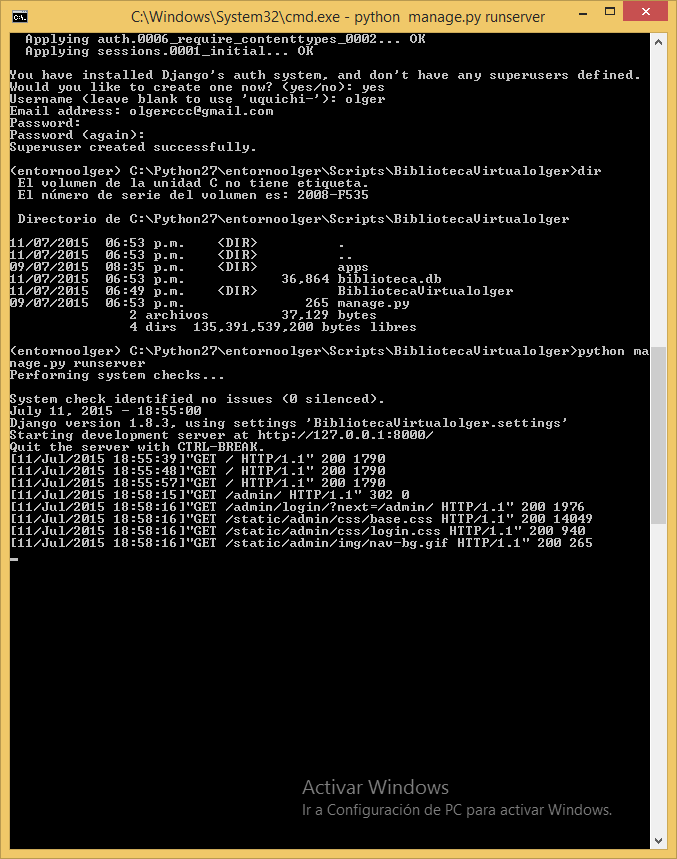 C:\Windows\System32\cmd.exe - python  manage.py runserver
  Applying auth.0006_require_contenttypes_0002... OK
  Applying sessions.0001_initial... OK
You have installed Django's auth system, and don't have any superusers defined.
Would you like to create one now? (yes/no): yes
Username (leave blank to use 'uquichi-'): olger
Email address: olgerccc@gmail.com
Password:
Password (again):
Superuser created successfully.
(entornoolger) C:\Python27\entornoolger\Scripts\BibliotecaVirtualolger>dir
 El volumen de la unidad C no tiene etiqueta.
 El número de serie del volumen es: 2008-F535
 Directorio de C:\Python27\entornoolger\Scripts\BibliotecaVirtualolger
11/07/2015  06:53 p.m.    <DIR>          .
11/07/2015  06:53 p.m.    <DIR>          ..
09/07/2015  08:35 p.m.    <DIR>          apps
11/07/2015  06:53 p.m.            36,864 biblioteca.db
11/07/2015  06:49 p.m.    <DIR>          BibliotecaVirtualolger
09/07/2015  06:53 p.m.               265 manage.py
               2 archivos         37,129 bytes
               4 dirs  135,391,539,200 bytes libres
(entornoolger) C:\Python27\entornoolger\Scripts\BibliotecaVirtualolger>python ma
nage.py runserver
Performing system checks...
System check identified no issues (0 silenced).
July 11, 2015 - 18:55:00
Django version 1.8.3, using settings 'BibliotecaVirtualolger.settings'
Starting development server at http://127.0.0.1:8000/
Quit the server with CTRL-BREAK.
[11/Jul/2015 18:55:39]"GET / HTTP/1.1" 200 1790
[11/Jul/2015 18:55:48]"GET / HTTP/1.1" 200 1790
[11/Jul/2015 18:55:57]"GET / HTTP/1.1" 200 1790
[11/Jul/2015 18:58:15]"GET /admin/ HTTP/1.1" 302 0
[11/Jul/2015 18:58:16]"GET /admin/login/?next=/admin/ HTTP/1.1" 200 1976
[11/Jul/2015 18:58:16]"GET /static/admin/css/base.css HTTP/1.1" 200 14049
[11/Jul/2015 18:58:16]"GET /static/admin/css/login.css HTTP/1.1" 200 940
[11/Jul/2015 18:58:16]"GET /static/admin/img/nav-bg.gif HTTP/1.1" 200 265
Activar Windows
Ir a Configuración de PC para activar Windows.